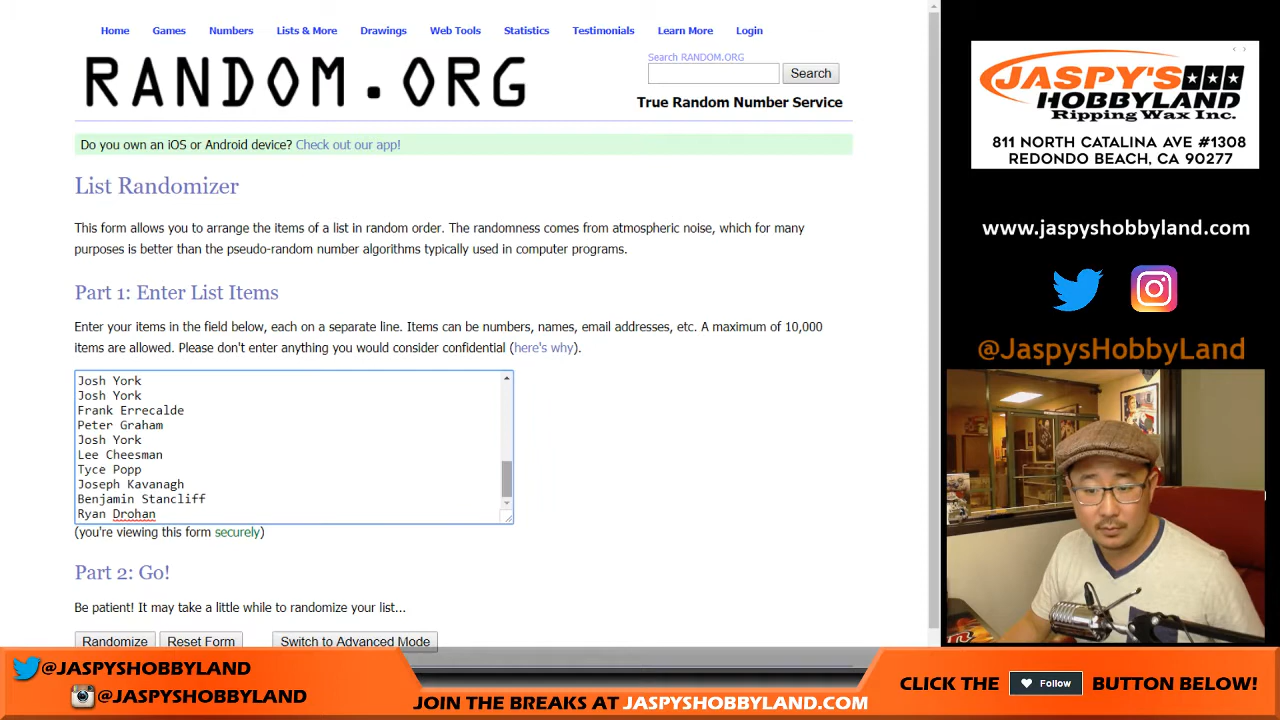 Home Games Numbers Lists & More Drawings Web Tools Statistics Testimonials Learn More Login
RANDOM.ORG
Search RANDOM.ORG
Search
True Random Number Service
Do you own an iOS or Android device? Check out our app!
List Randomizer
This form allows you to arrange the items of a list in random order. The randomness comes from atmospheric noise, which for many
purposes is better than the pseudo-random number algorithms typically used in computer programs.
Part 1: Enter List Items
Enter your items in the field below, each on a separate line. Items can be numbers, names, email addresses, etc. A maximum of 10,000
items are allowed. Please don't enter anything you would consider confidential (here's why).
Josh York
Josh York
Frank Errecalde
Peter Graham
Josh York
Lee Cheesman
Tyce Popp
Joseph Kavanagh
Benjamin Stancliff
Ryan Drohan
(you're viewing this form securely)
Part 2: Go!
Be patient! It may take a little while to randomize your list...
Randomize Reset Form Switch to Advanced Mode
JASPY'S
HOBBYLAND
Ripping Wax Inc.
811 NORTH CATALINA AVE #1308
REDONDO BEACH, CA 90277
www.jaspyshobbyland.com
@JaspysHobbyLand
@JASPYSHOBBYLAND
@JASPYSHOBBYLAND
JOIN THE BREAKS AT JASPYSHOBBYLAND.COM
CLICK THE Follow BUTTON BELOW!